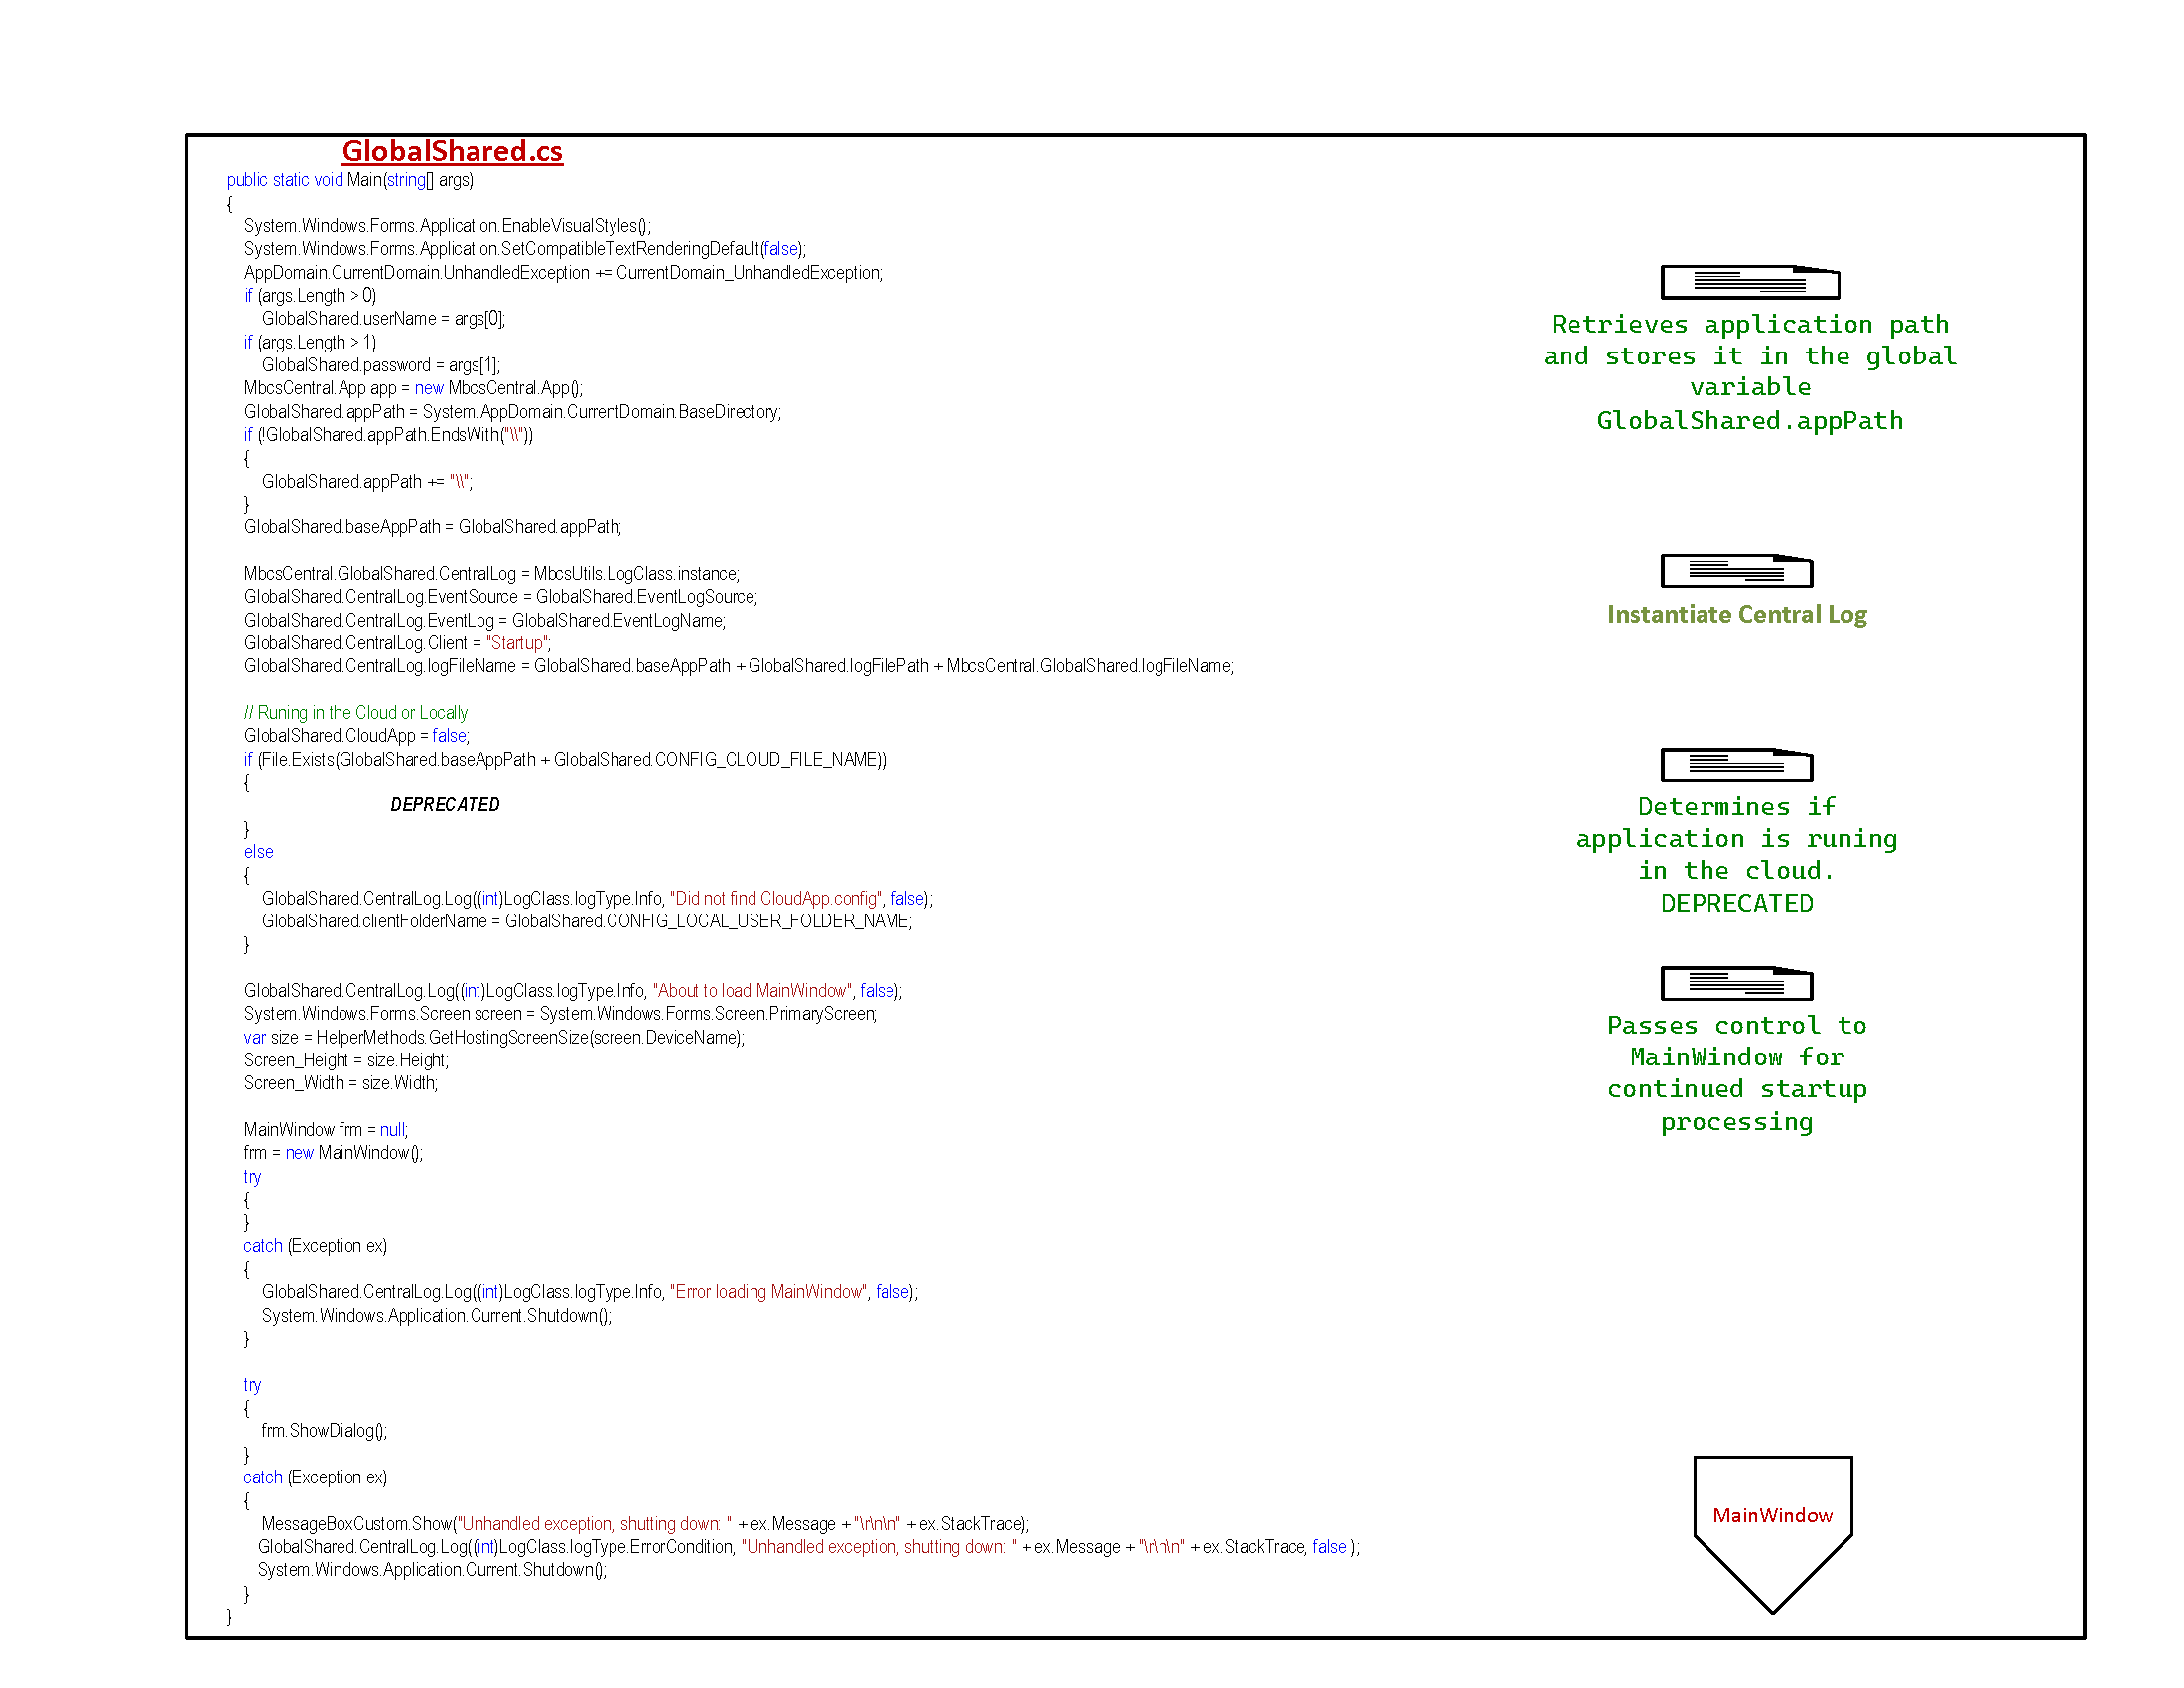 GlobalShared.cs
public static void Main(string[] args)
{
System.Windows.Forms.Application.EnableVisualStyles();
System.Windows.Forms.Application.SetCompatibleTextRenderingDefault(false);
AppDomain.CurrentDomain.UnhandledException += CurrentDomain_UnhandledException;
if (args.Length > 0)
GlobalShared.userName = args[0];
if (args.Length > 1)
GlobalShared.password = args[1];
MbcsCentral.App app = new MbcsCentral.App();
GlobalShared.appPath = System.AppDomain.CurrentDomain.BaseDirectory;
if (!GlobalShared.appPath.EndsWith("\\"))
{
GlobalShared.appPath += "\\";
}
GlobalShared.baseAppPath = GlobalShared.appPath;
MbcsCentral.GlobalShared.CentralLog = MbcsUtils.LogClass.instance;
GlobalShared.CentralLog.EventSource = GlobalShared.EventLogSource;
GlobalShared.CentralLog.EventLog = GlobalShared.EventLogName;
GlobalShared.CentralLog.Client = "Startup";
GlobalShared.CentralLog.logFileName = GlobalShared.baseAppPath + GlobalShared.logFilePath + MbcsCentral.GlobalShared.logFileName;
// Runing in the Cloud or Locally
GlobalShared.CloudApp = false;
if (File.Exists(GlobalShared.baseAppPath + GlobalShared.CONFIG_CLOUD_FILE_NAME))
{
DEPRECATED
}
else
{
GlobalShared.CentralLog.Log((int)LogClass.logType.Info, "Did not find CloudApp.config", false);
GlobalShared.clientFolderName = GlobalShared.CONFIG_LOCAL_USER_FOLDER_NAME;
}
GlobalShared.CentralLog.Log((int)LogClass.logType.Info, "About to load MainWindow", false);
System.Windows.Forms.Screen screen = System.Windows.Forms.Screen.PrimaryScreen;
var size = HelperMethods.GetHostingScreenSize(screen.DeviceName);
Screen_Height = size.Height;
Screen_Width = size.Width;
MainWindow frm = null;
frm = new MainWindow();
try
{
}
catch (Exception ex)
{
GlobalShared.CentralLog.Log((int)LogClass.logType.Info, "Error loading MainWindow", false);
System.Windows.Application.Current.Shutdown();
}
try
{
frm.ShowDialog();
}
catch (Exception ex)
{
MessageBoxCustom.Show("Unhandled exception, shutting down: " + ex.Message + "\r\n\n" + ex.StackTrace);
GlobalShared.CentralLog.Log((int)LogClass.logType.ErrorCondition, "Unhandled exception, shutting down: " + ex.Message + "\r\n\n" + ex.StackTrace, false );
System.Windows.Application.Current.Shutdown();
}
}
Retrieves application path
and stores it in the global
variable
GlobalShared.appPath
Instantiate Central Log
Determines if
application is runing
in the cloud.
DEPRECATED
Passes control to
MainWindow for
continued startup
processing
MainWindow